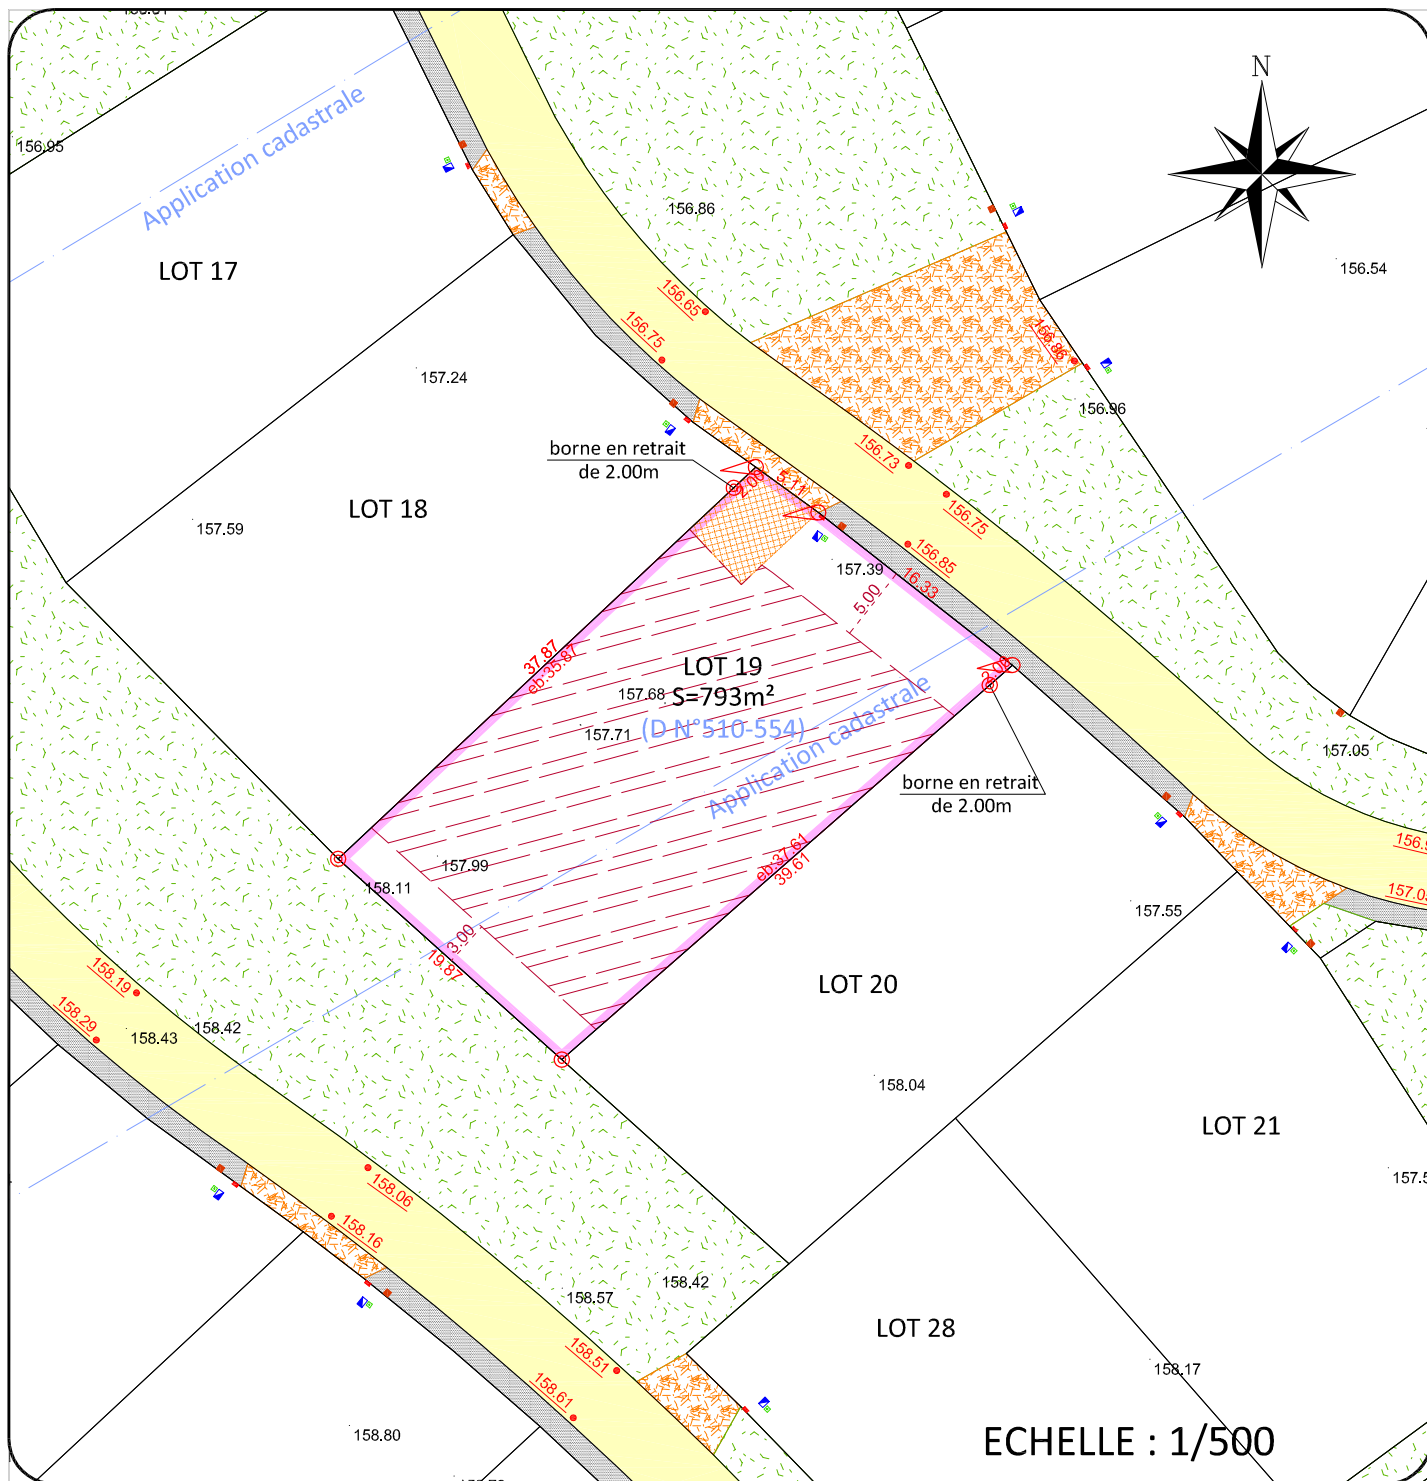 N
156.95
Application cadastrale
LOT 17
156.86
156.54
156.65
156.75
156.86
157.24
156.96
borne en retrait
de 2.00m
2.00
5.11
156.73
156.75
LOT 18
157.59
156.85
157.39
16.33
5.00
37.87
eb:35.87
LOT 19
157.68
S=793m²
(D N°510-554)
157.71
Application cadastrale
2.00
157.05
borne en retrait
de 2.00m
157.99
158.11
eb:37.61
39.61
3.00
19.87
157.55
158.19
158.29
158.43
158.42
LOT 20
158.04
LOT 21
158.06
158.16
158.42
158.57
LOT 28
158.51
158.17
158.61
158.80
ECHELLE : 1/500